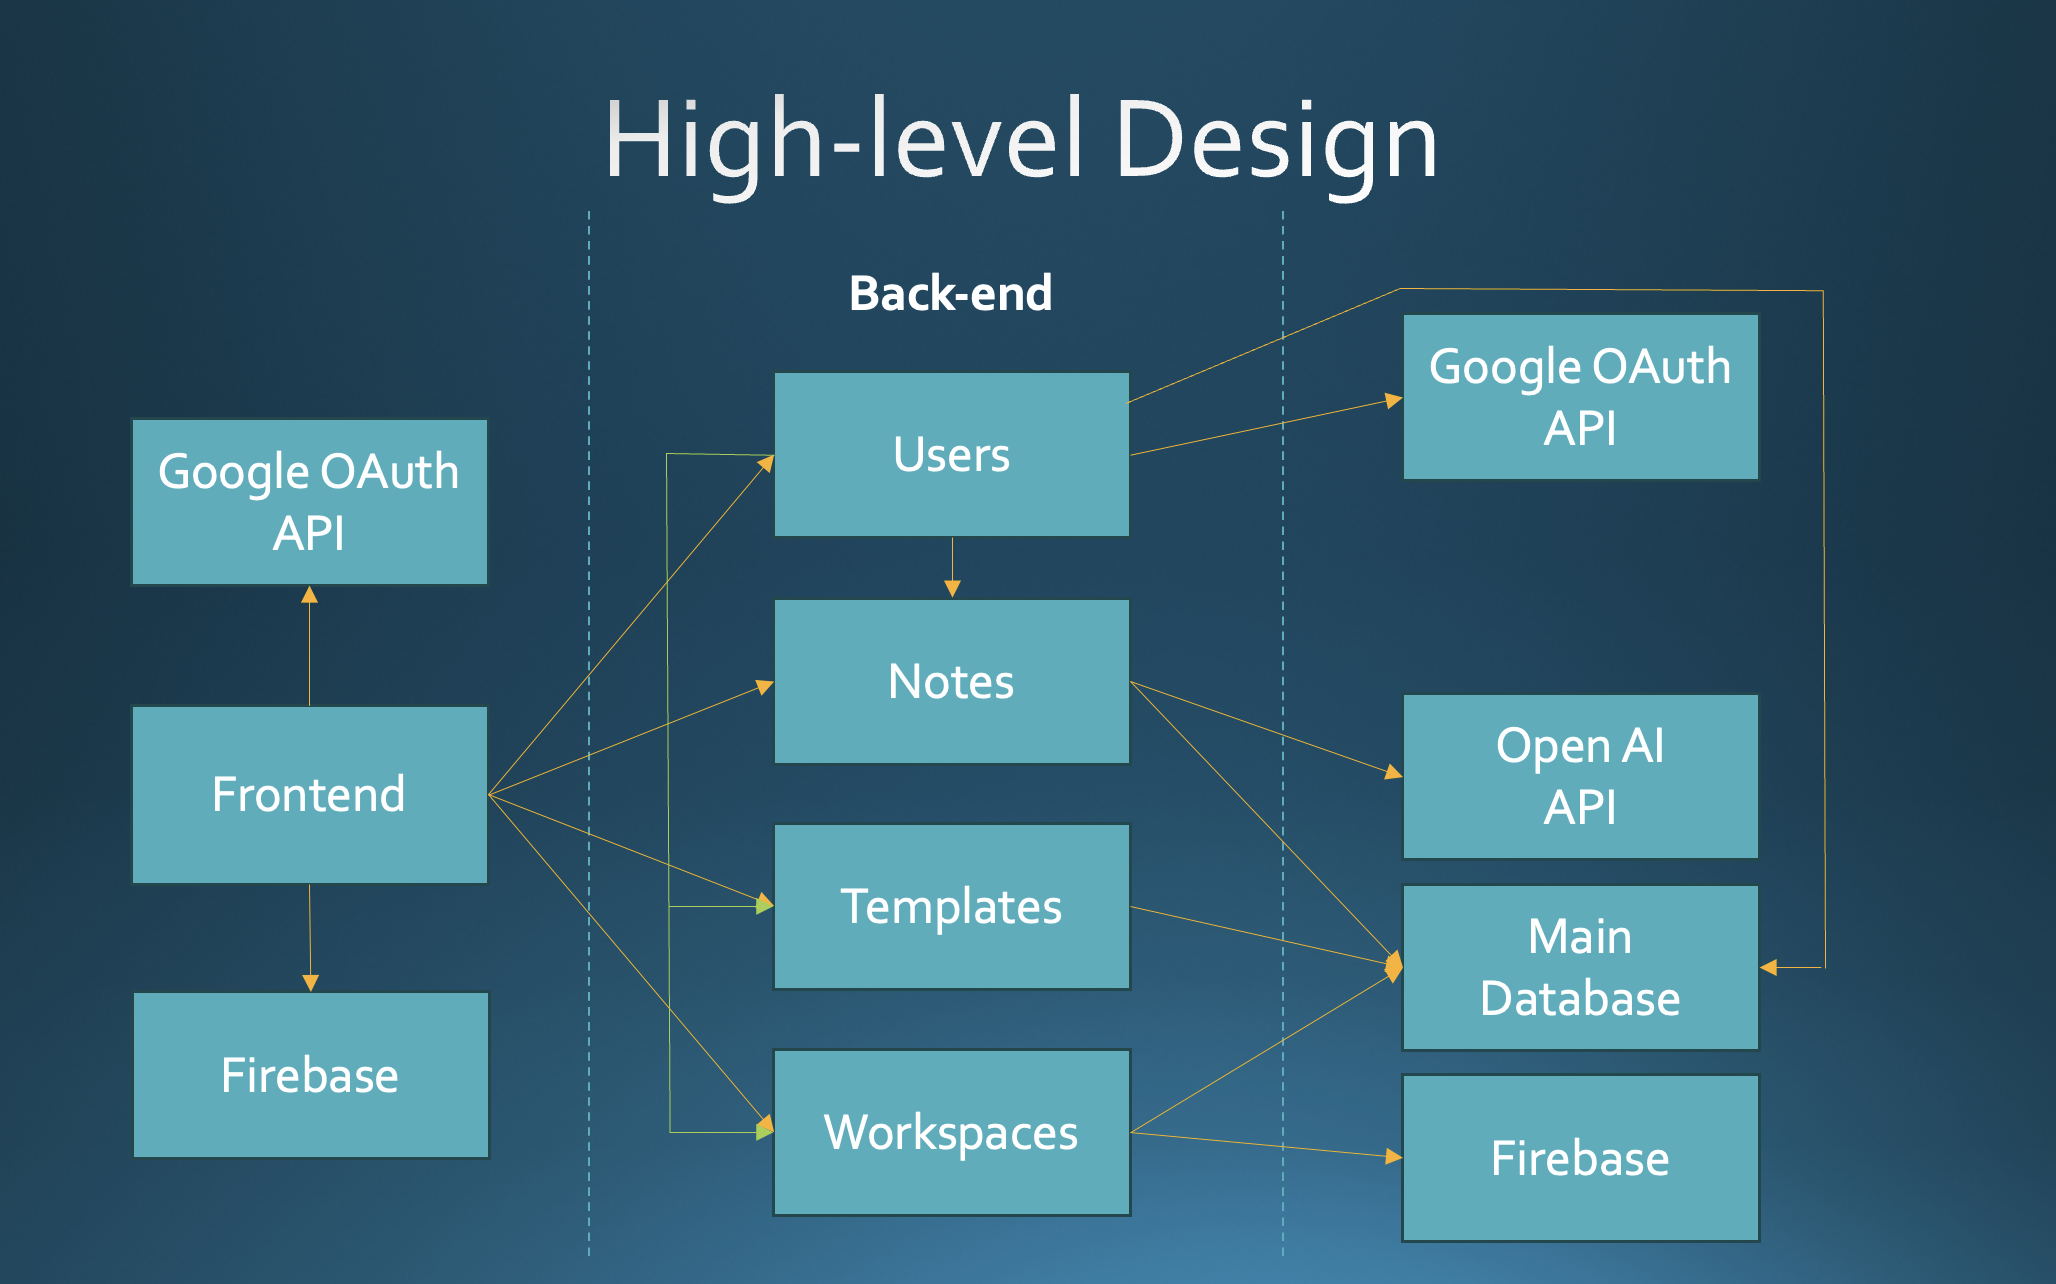 High-level Design
Back-end
Google OAuth
API
Frontend
Firebase
Users
Notes
Templates
Workspaces
Google OAuth
API
Open AI
API
Main
Database
Firebase